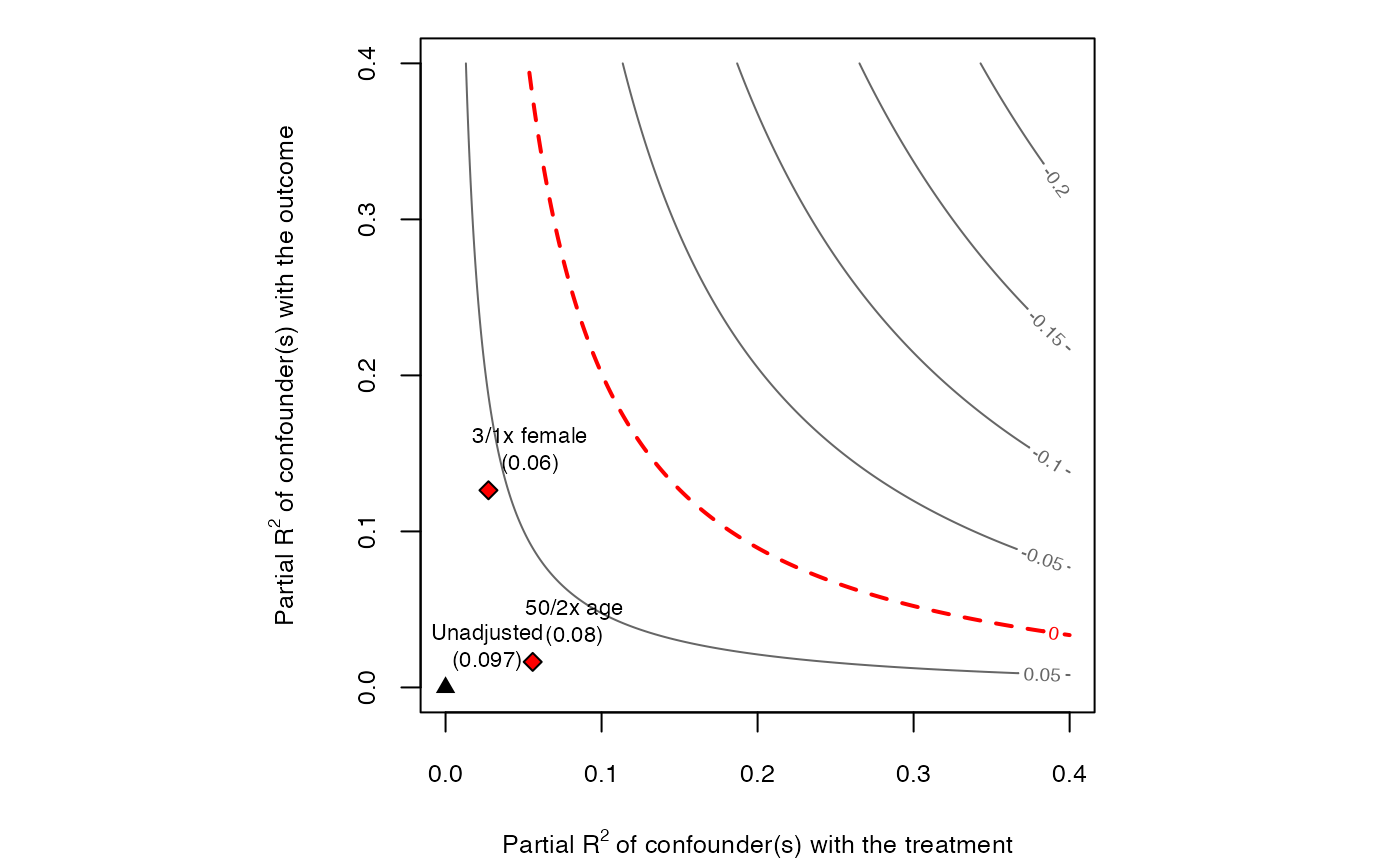 Partial R² of confounder(s) with the outcome
0.4
0.3
0.2
0.1
0.0
-0.2
-0.15
-0.1
-0.05
0
0.05
3/1x female
(0.06)
50/2x age
(0.08)
Unadjusted
(0.097)
0.0 0.1 0.2 0.3 0.4
Partial R² of confounder(s) with the treatment